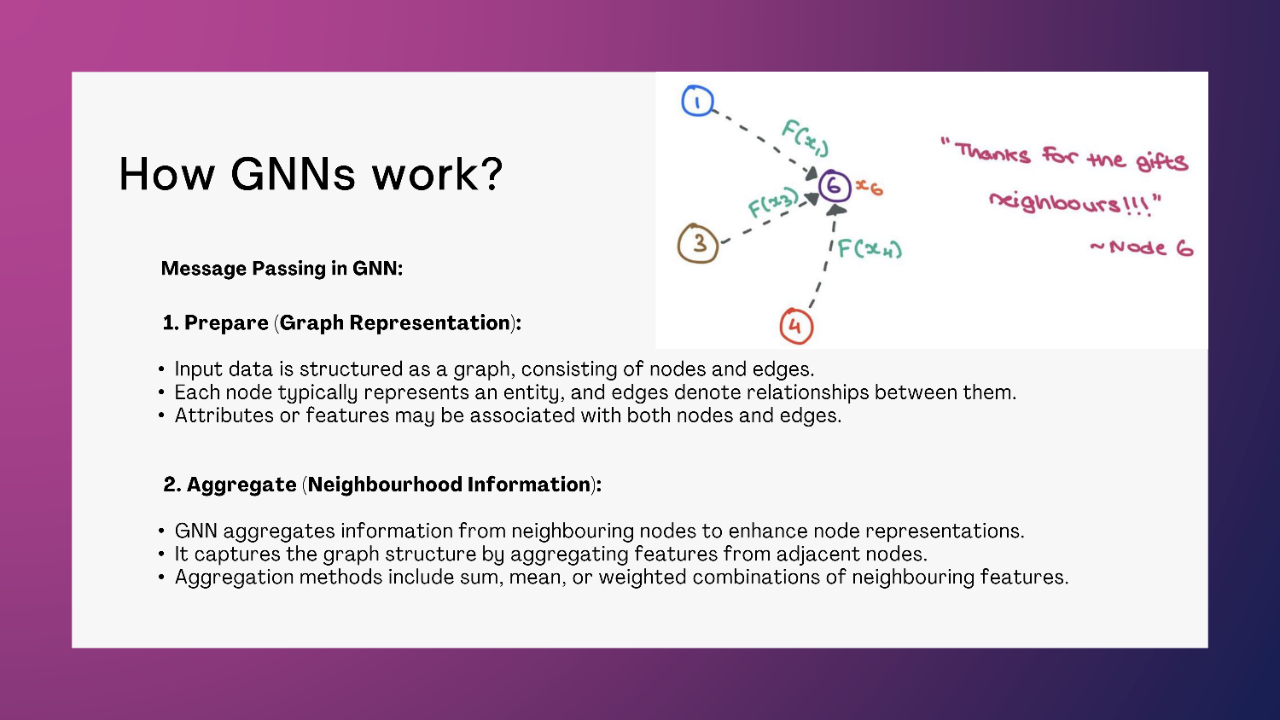 How GNNs work?
Message Passing in GNN:
1. Prepare (Graph Representation):
• Input data is structured as a graph, consisting of nodes and edges.
• Each node typically represents an entity, and edges denote relationships between them.
• Attributes or features may be associated with both nodes and edges.
2. Aggregate (Neighbourhood Information):
• GNN aggregates information from neighbouring nodes to enhance node representations.
• It captures the graph structure by aggregating features from adjacent nodes.
• Aggregation methods include sum, mean, or weighted combinations of neighbouring features.
1
F(x₁)
6 x₆
F(x₃)
3
F(x₄)
4
"Thanks for the gifts
neighbours!!!"
~Node 6